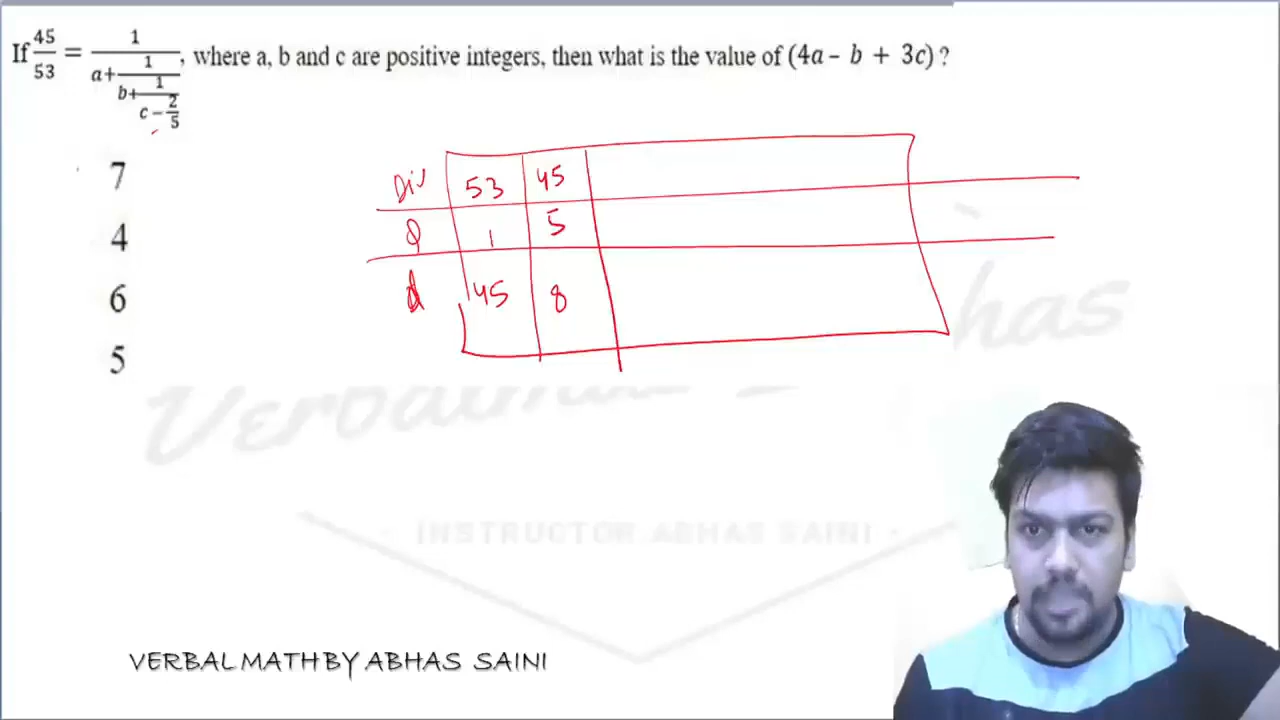 If 45/53 = 1/(a+1/(b+1/(c−2/5))), where a, b and c are positive integers, then what is the value of (4a – b + 3c) ?
7
4
6
5
Div 53 45
Q 1 5
d 45 8
INSTRUCTOR ABHAS SAINI
VERBAL MATH BY ABHAS SAINI